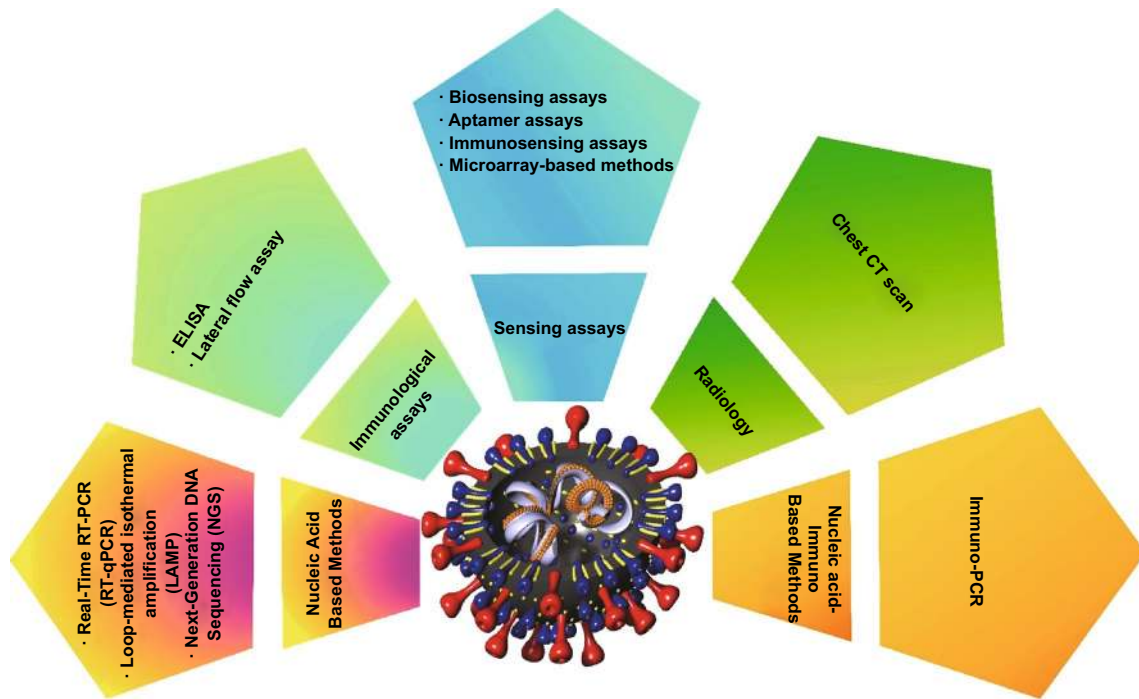 · Biosensing assays
· Aptamer assays
· Immunosensing assays
· Microarray-based methods
Sensing assays
· ELISA
· Lateral flow assay
Immunological
assays
Chest CT scan
Radiology
· Real-Time RT-PCR
(RT-qPCR)
· Loop-mediated isothermal
amplification
(LAMP)
· Next-Generation DNA
Sequencing (NGS)
Nucleic Acid
Based Methods
Nucleic acid-
Immuno
Based Methods
Immuno-PCR